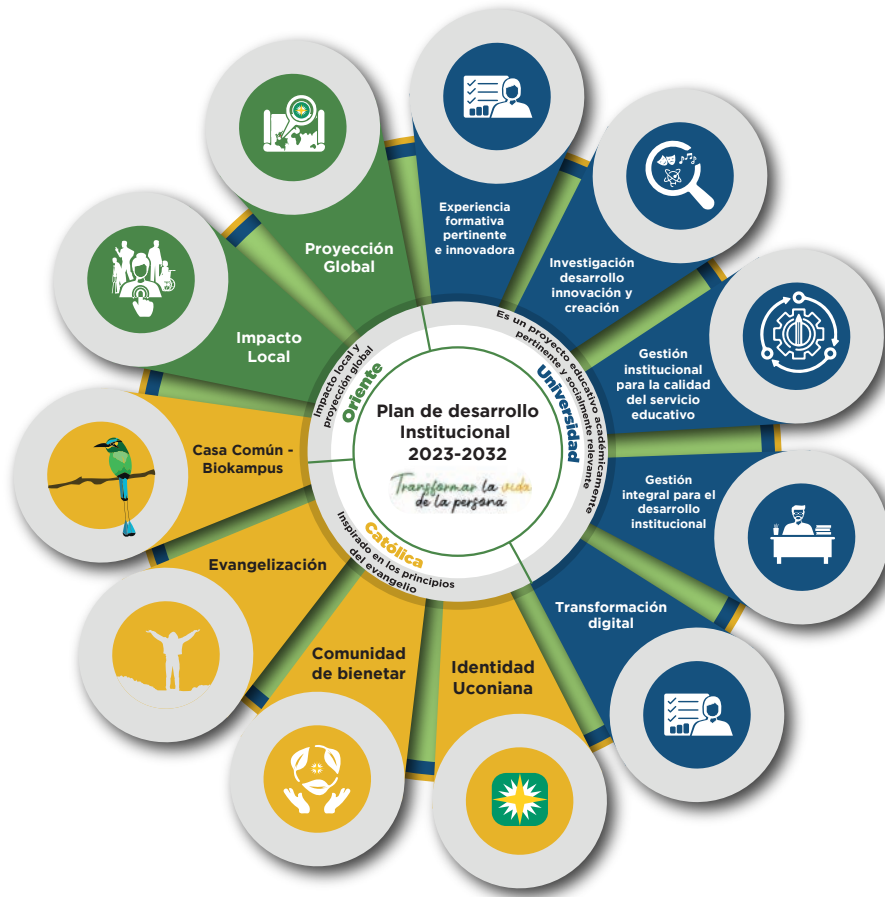 Plan de desarrollo
Institucional
2023-2032
Transformar la vida
de la persona
Universidad
Es un proyecto educativo académicamente
pertinente y socialmente relevante
Experiencia
formativa
pertinente
e innovadora
Investigación
desarrollo
innovación y
creación
Gestión
institucional
para la calidad
del servicio
educativo
Gestión
integral para el
desarrollo
institucional
Transformación
digital
Católica
Inspirado en los principios
del evangelio
Identidad
Uconiana
Comunidad
de bienetar
Evangelización
Casa Común -
Biokampus
Oriente
Impacto local y
proyección global
Impacto
Local
Proyección
Global